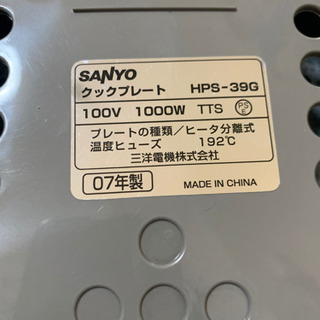 SANYO
クックプレート HPS-39G
100V 1000W TTS PSE
プレートの種類/ヒータ分離式
温度ヒューズ 192℃
三洋電機株式会社
07年製 MADE IN CHINA